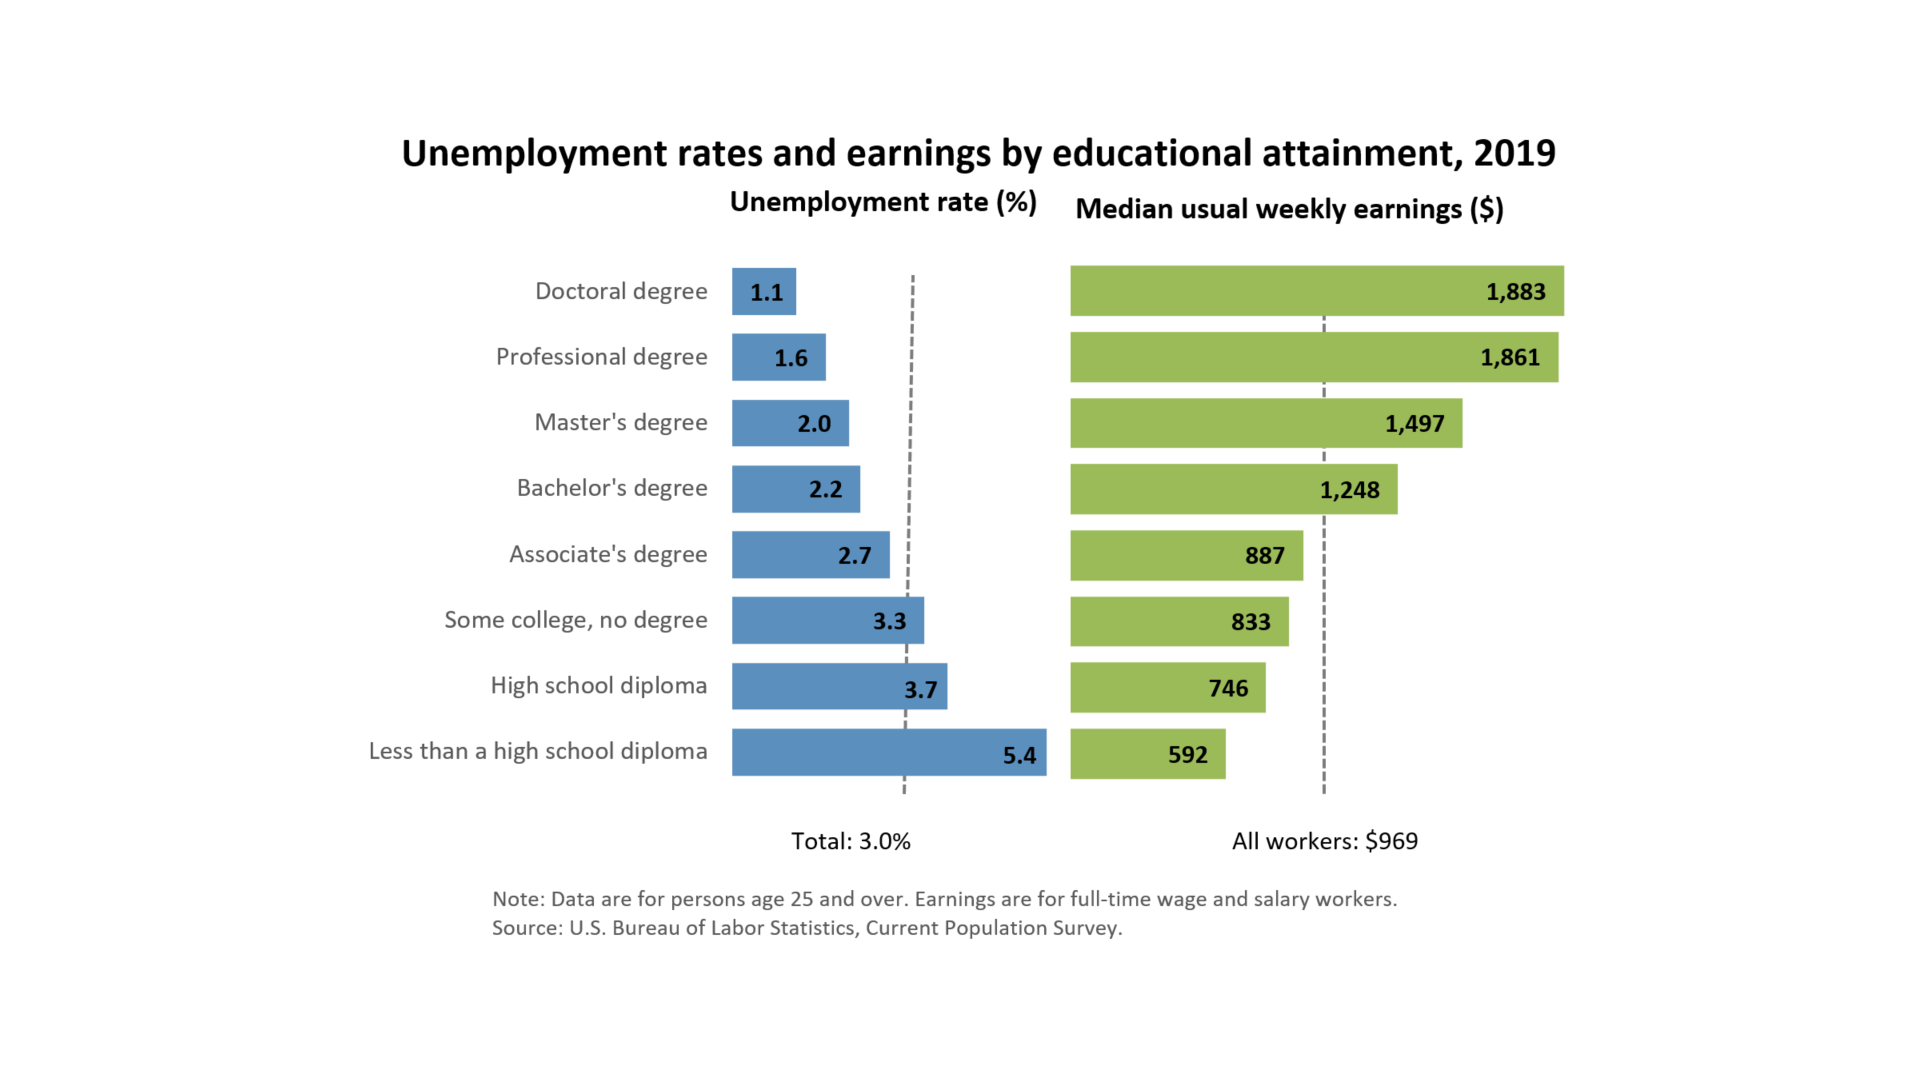 Unemployment rates and earnings by educational attainment, 2019
Unemployment rate (%)
Median usual weekly earnings ($)
Doctoral degree 1.1 1,883
Professional degree 1.6 1,861
Master's degree 2.0 1,497
Bachelor's degree 2.2 1,248
Associate's degree 2.7 887
Some college, no degree 3.3 833
High school diploma 3.7 746
Less than a high school diploma 5.4 592
Total: 3.0% All workers: $969
Note: Data are for persons age 25 and over. Earnings are for full-time wage and salary workers.
Source: U.S. Bureau of Labor Statistics, Current Population Survey.